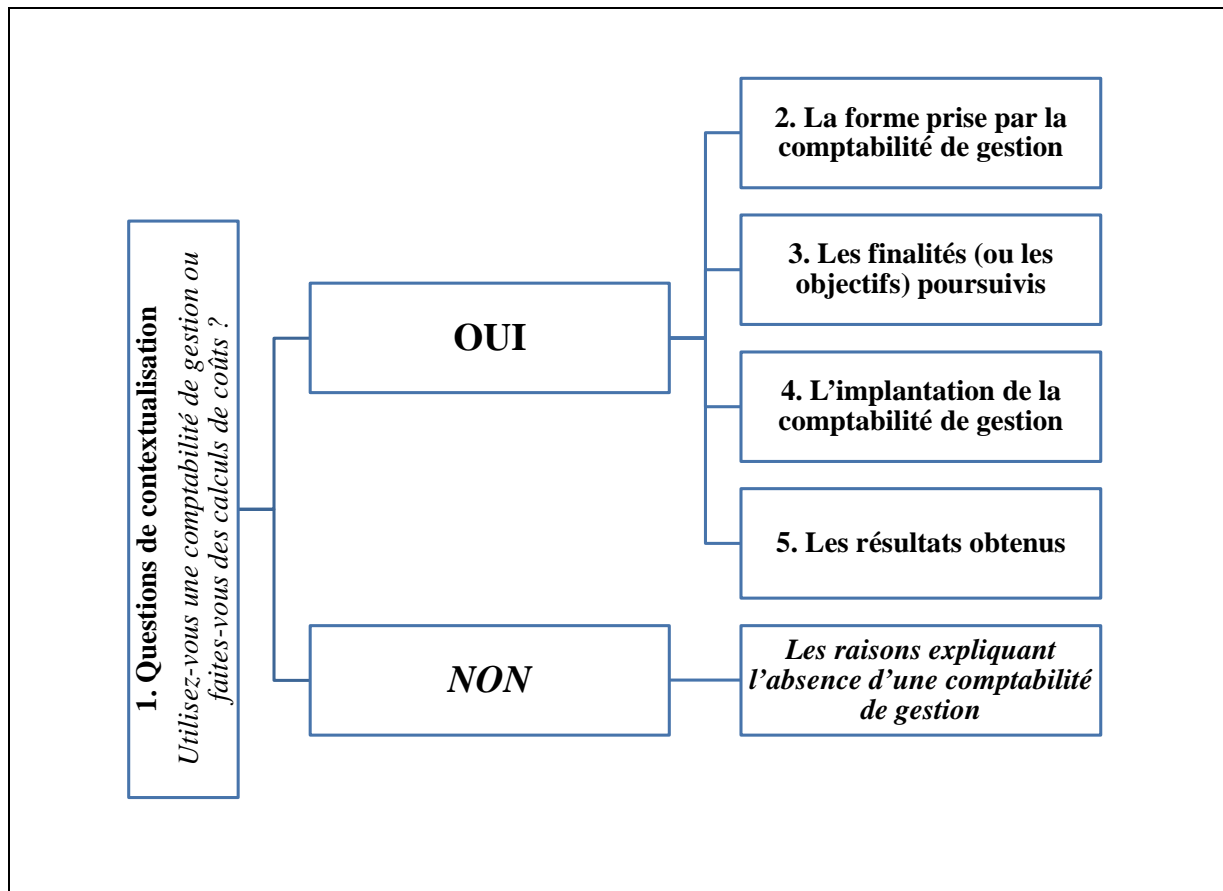 1. Questions de contextualisation
Utilisez-vous une comptabilité de gestion ou
faites-vous des calculs de coûts ?
OUI
2. La forme prise par la
comptabilité de gestion
3. Les finalités (ou les
objectifs) poursuivis
4. L’implantation de la
comptabilité de gestion
5. Les résultats obtenus
NON
Les raisons expliquant
l’absence d’une comptabilité
de gestion